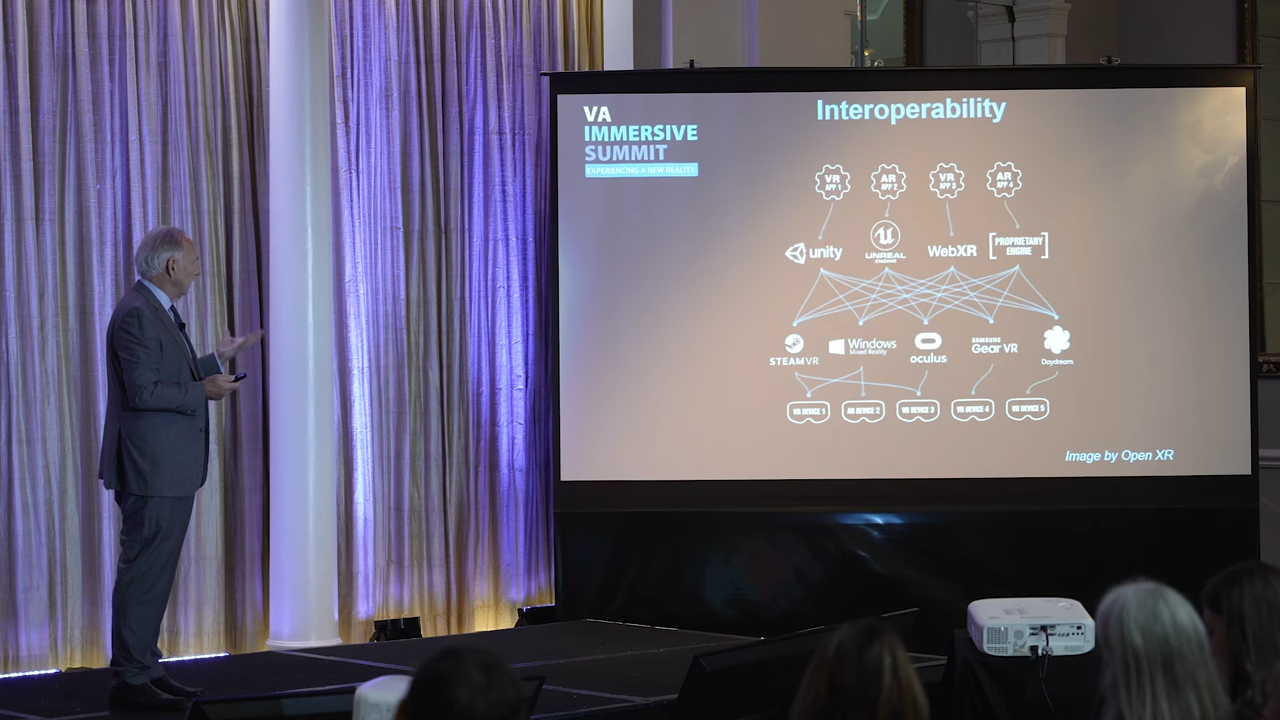 VA
IMMERSIVE
SUMMIT
EXPERIENCING A NEW REALITY
Interoperability
VR APP 1
AR APP 2
VR APP 3
AR APP 4
unity
UNREAL ENGINE
WebXR
PROPRIETARY ENGINE
STEAM VR
Windows Mixed Reality
oculus
SAMSUNG Gear VR
Daydream
VR DEVICE 1
AR DEVICE 2
VR DEVICE 3
VR DEVICE 4
VR DEVICE 5
Image by Open XR